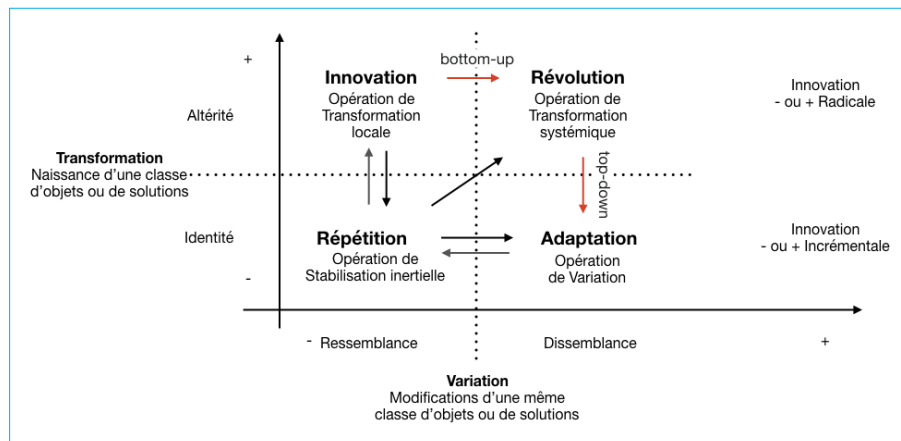 bottom-up
+
Innovation
Opération de
Transformation
locale
Révolution
Opération de
Transformation
systémique
Innovation
- ou + Radicale
Altérité
Transformation
Naissance d'une classe
d'objets ou de solutions
top-down
Identité
Répétition
Opération de
Stabilisation inertielle
Adaptation
Opération
de Variation
Innovation
- ou + Incrémentale
-
- Ressemblance
Dissemblance
+
Variation
Modifications d'une même
classe d'objets ou de solutions